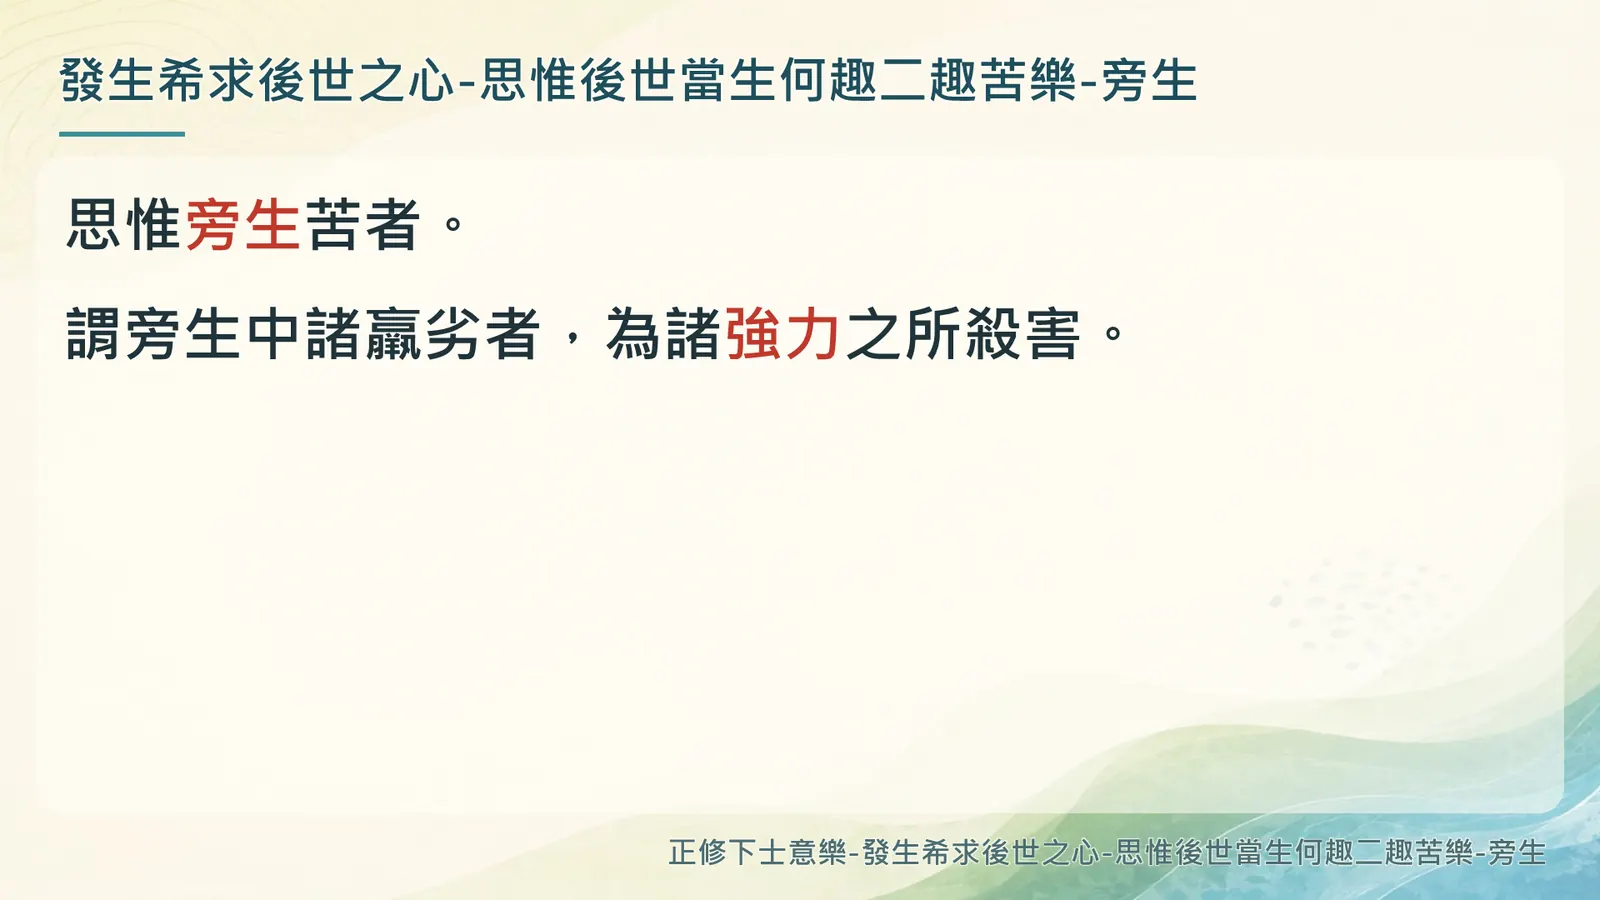 發生希求後世之心-思惟後世當生何趣二趣苦樂-旁生
思惟旁生苦者。
謂旁生中諸羸劣者，為諸強力之所殺害。
正修下士意樂-發生希求後世之心-思惟後世當生何趣二趣苦樂-旁生